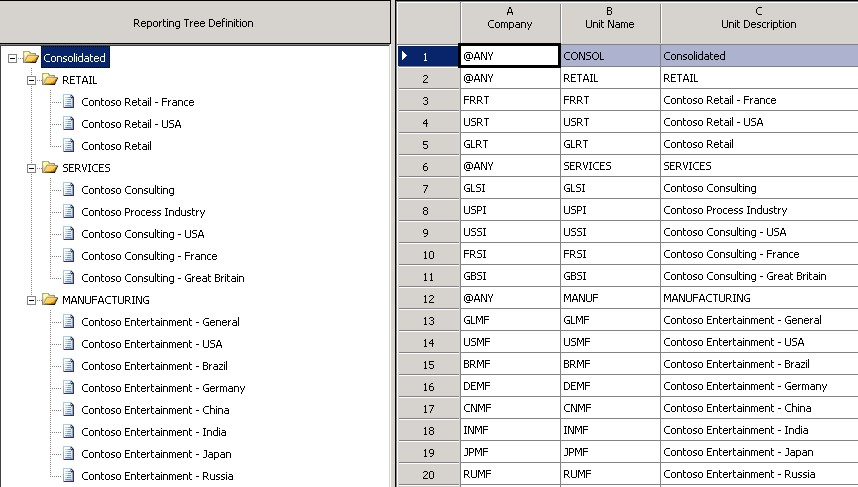 Reporting Tree Definition
Consolidated
RETAIL
Contoso Retail - France
Contoso Retail - USA
Contoso Retail
SERVICES
Contoso Consulting
Contoso Process Industry
Contoso Consulting - USA
Contoso Consulting - France
Contoso Consulting - Great Britain
MANUFACTURING
Contoso Entertainment - General
Contoso Entertainment - USA
Contoso Entertainment - Brazil
Contoso Entertainment - Germany
Contoso Entertainment - China
Contoso Entertainment - India
Contoso Entertainment - Japan
Contoso Entertainment - Russia
A B C
Company Unit Name Unit Description
1 @ANY CONSOL Consolidated
2 @ANY RETAIL RETAIL
3 FRRT FRRT Contoso Retail - France
4 USRT USRT Contoso Retail - USA
5 GLRT GLRT Contoso Retail
6 @ANY SERVICES SERVICES
7 GLSI GLSI Contoso Consulting
8 USPI USPI Contoso Process Industry
9 USSI USSI Contoso Consulting - USA
10 FRSI FRSI Contoso Consulting - France
11 GBSI GBSI Contoso Consulting - Great Britain
12 @ANY MANUF MANUFACTURING
13 GLMF GLMF Contoso Entertainment - General
14 USMF USMF Contoso Entertainment - USA
15 BRMF BRMF Contoso Entertainment - Brazil
16 DEMF DEMF Contoso Entertainment - Germany
17 CNMF CNMF Contoso Entertainment - China
18 INMF INMF Contoso Entertainment - India
19 JPMF JPMF Contoso Entertainment - Japan
20 RUMF RUMF Contoso Entertainment - Russia